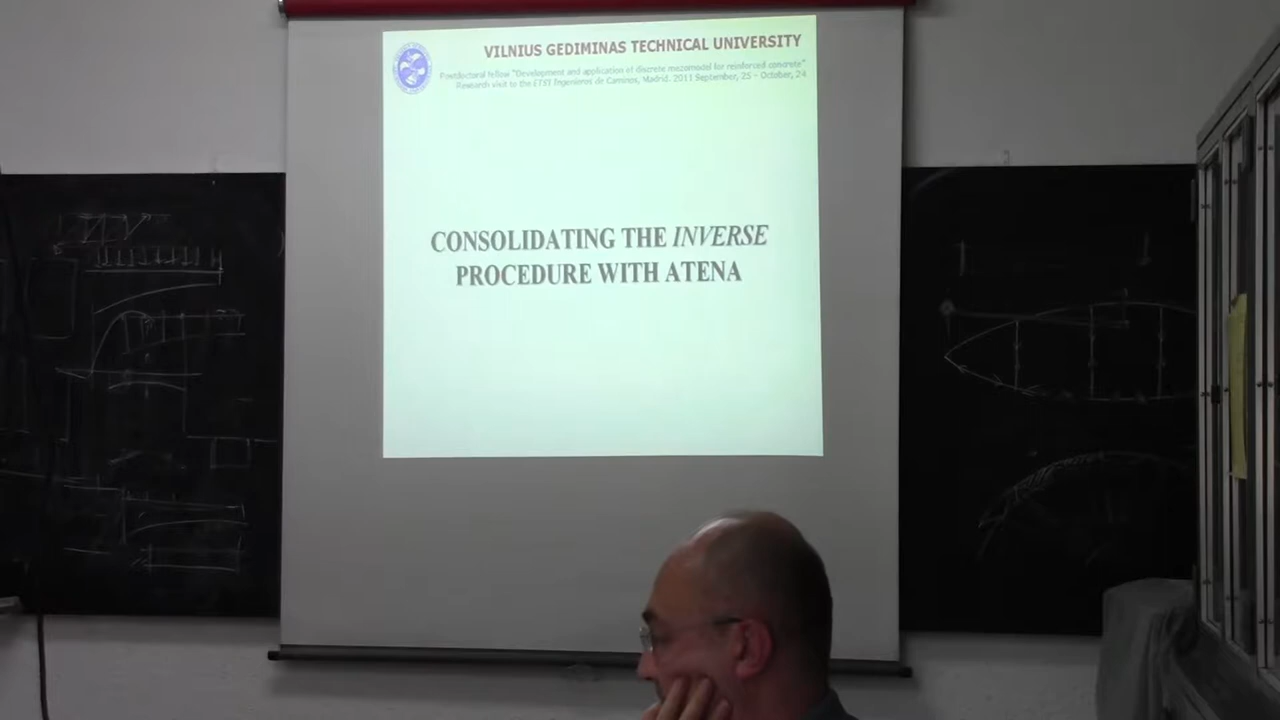 VILNIUS GEDIMINAS TECHNICAL UNIVERSITY
Postdoctoral fellow "Development and application of discrete mezomodel for reinforced concrete"
Research visit to the ETSI Ingenieros de Caminos, Madrid. 2011 September, 25 - October, 24
CONSOLIDATING THE INVERSE
PROCEDURE WITH ATENA